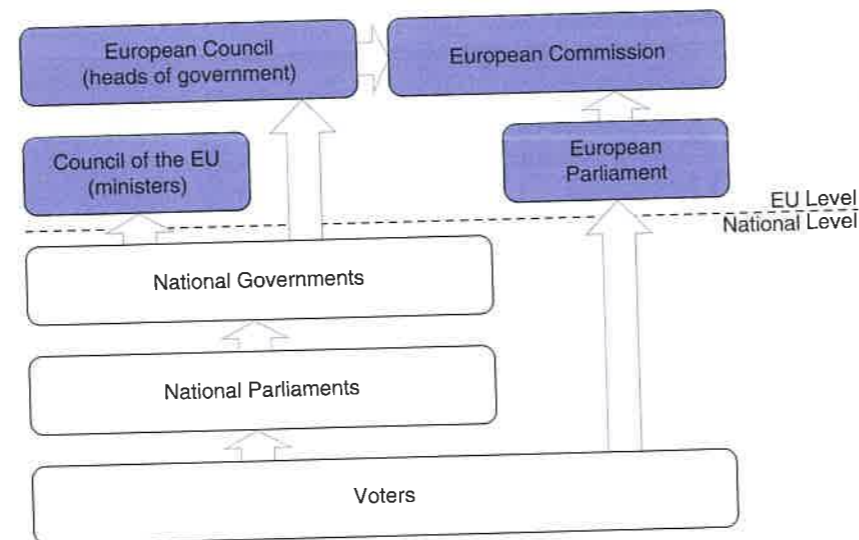 European Council
(heads of government)
European Commission
Council of the EU
(ministers)
European
Parliament
EU Level
National Level
National Governments
National Parliaments
Voters